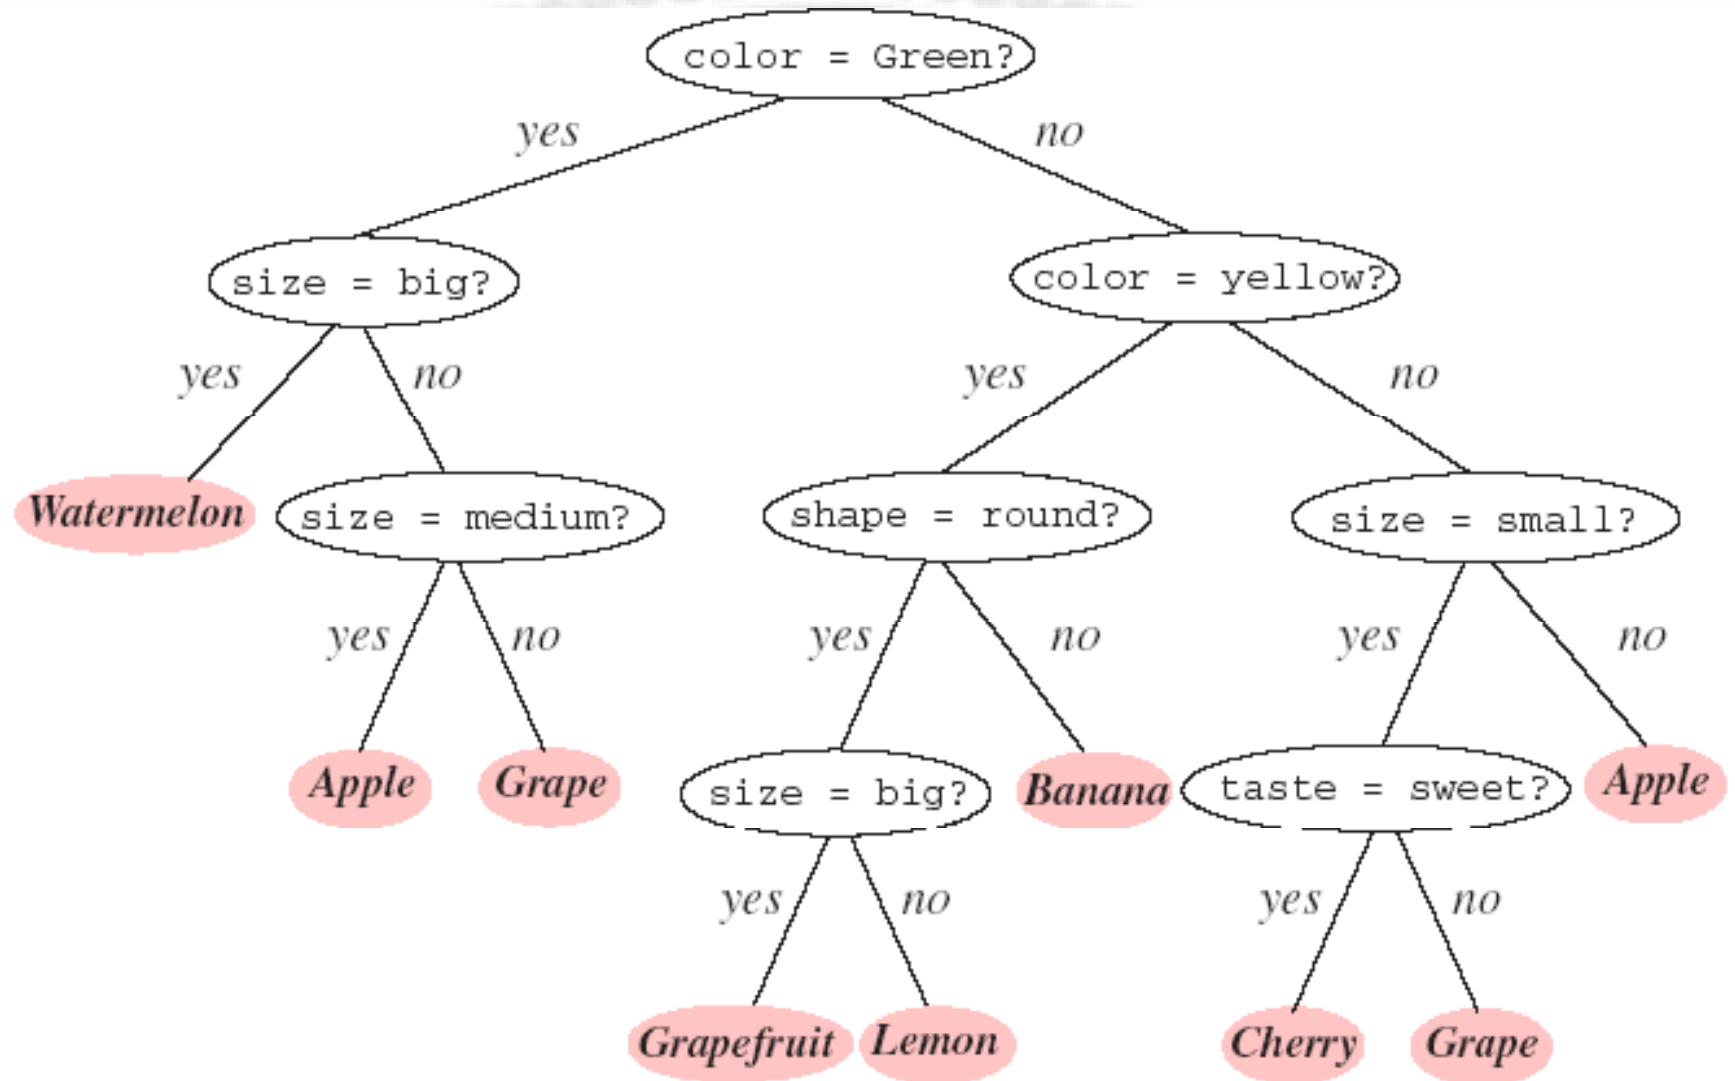 color = Green?
yes
no
size = big?
color = yellow?
yes
no
yes
no
Watermelon
size = medium?
shape = round?
size = small?
yes
no
yes
no
yes
no
Apple
Grape
size = big?
Banana
taste = sweet?
Apple
yes
no
yes
no
Grapefruit
Lemon
Cherry
Grape